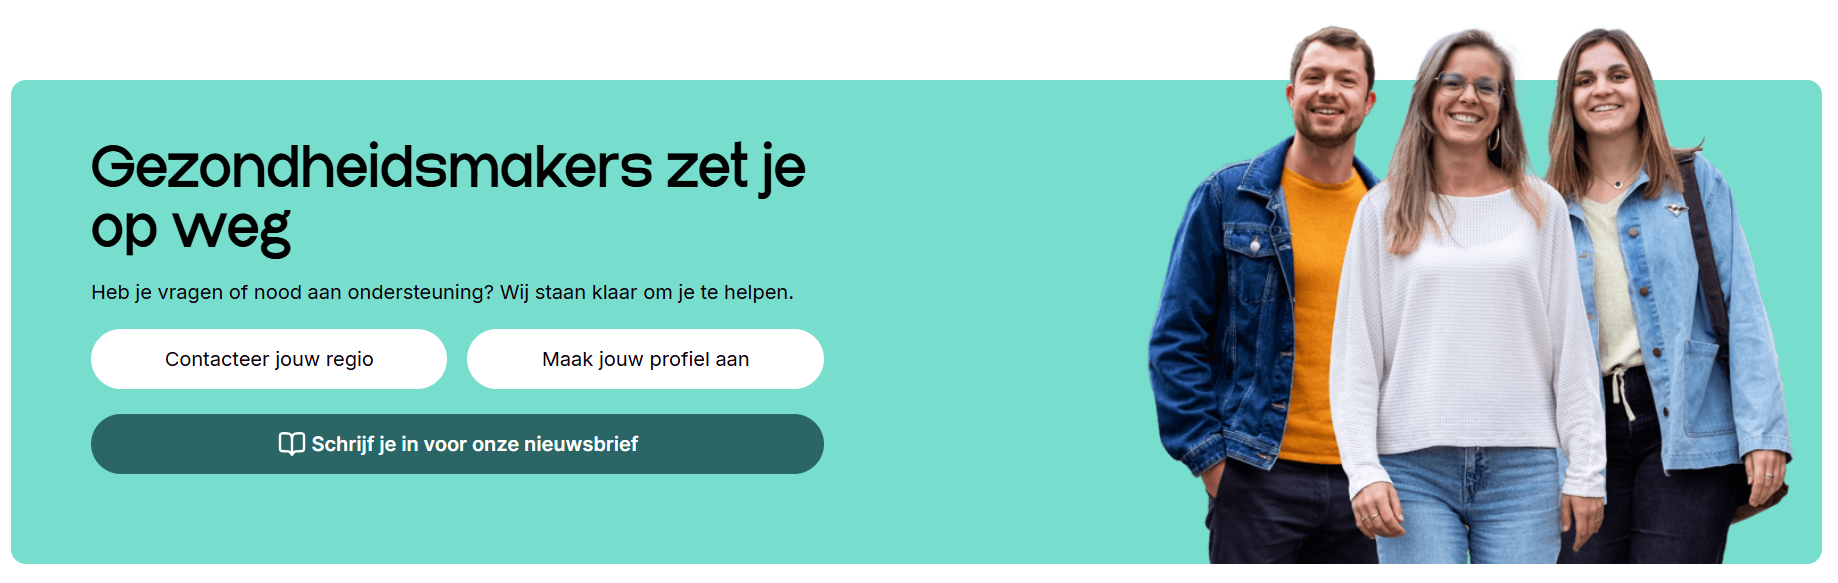 Gezondheidsmakers zet je
op weg
Heb je vragen of nood aan ondersteuning? Wij staan klaar om je te helpen.
Contacteer jouw regio
Maak jouw profiel aan
Schrijf je in voor onze nieuwsbrief